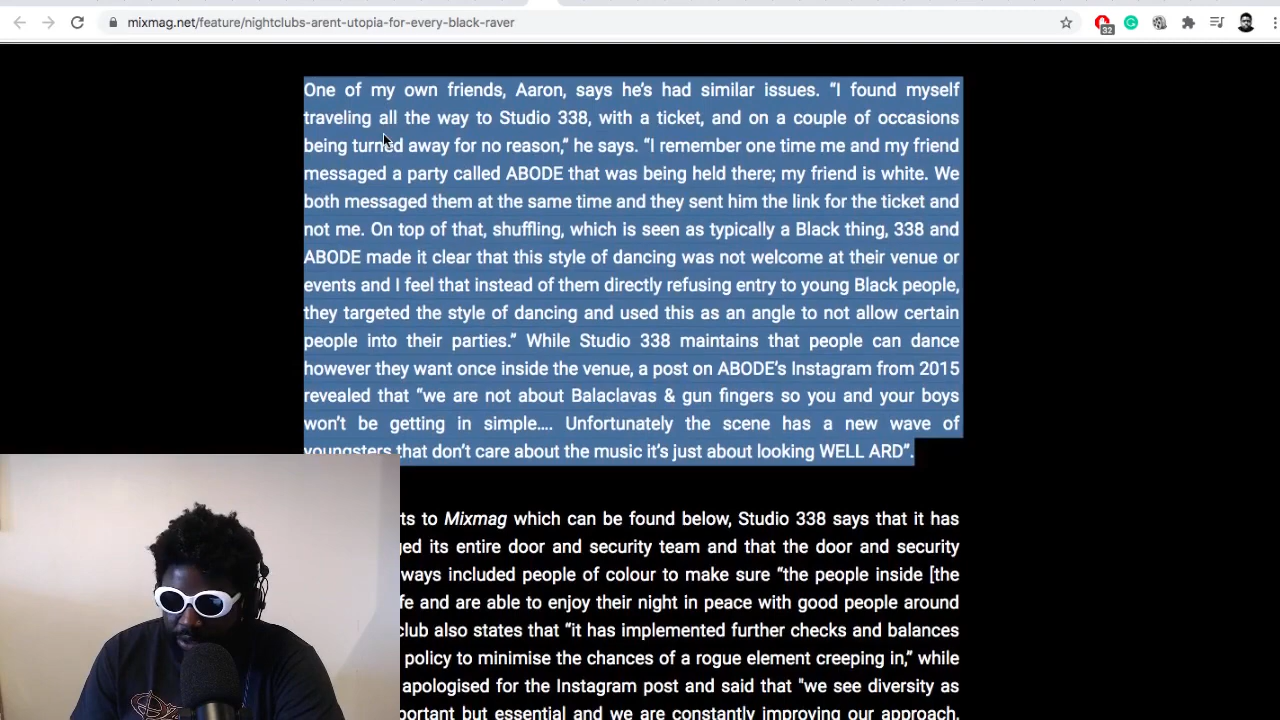 mixmag.net/feature/nightclubs-arent-utopia-for-every-black-raver
32
One of my own friends, Aaron, says he's had similar issues. “I found myself
traveling all the way to Studio 338, with a ticket, and on a couple of occasions
being turned away for no reason,” he says. “I remember one time me and my friend
messaged a party called ABODE that was being held there; my friend is white. We
both messaged them at the same time and they sent him the link for the ticket and
not me. On top of that, shuffling, which is seen as typically a Black thing, 338 and
ABODE made it clear that this style of dancing was not welcome at their venue or
events and I feel that instead of them directly refusing entry to young Black people,
they targeted the style of dancing and used this as an angle to not allow certain
people into their parties.” While Studio 338 maintains that people can dance
however they want once inside the venue, a post on ABODE’s Instagram from 2015
revealed that “we are not about Balaclavas & gun fingers so you and your boys
won’t be getting in simple.... Unfortunately the scene has a new wave of
youngsters that don’t care about the music it’s just about looking WELL ARD”.
ts to Mixmag which can be found below, Studio 338 says that it has
ged its entire door and security team and that the door and security
ways included people of colour to make sure “the people inside [the
fe and are able to enjoy their night in peace with good people around
club also states that “it has implemented further checks and balances
policy to minimise the chances of a rogue element creeping in,” while
apologised for the Instagram post and said that "we see diversity as
portant but essential and we are constantly improving our approach.